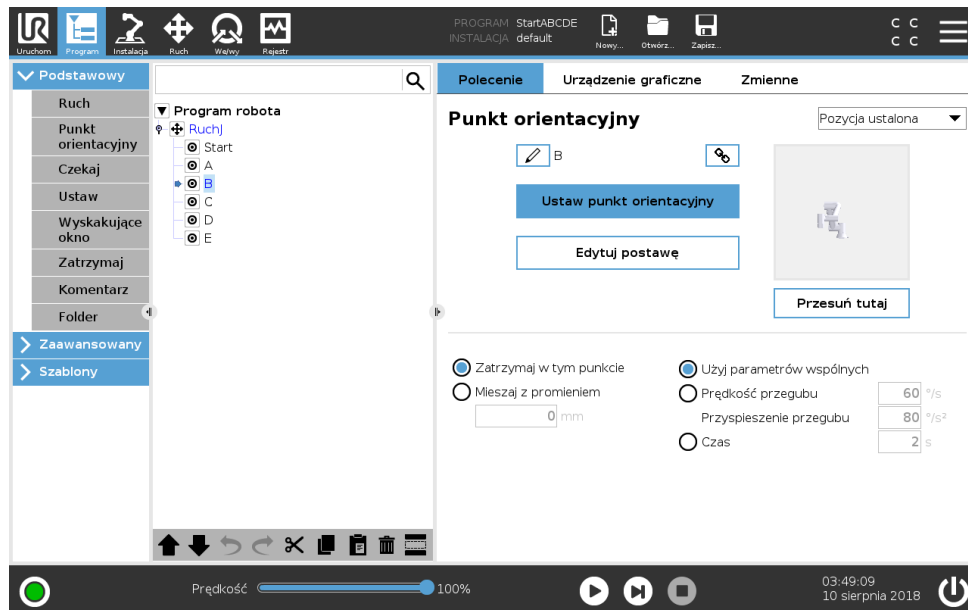 PROGRAM StartABCDE
INSTALACJA default
C C
C C
Uruchom Program Instalacja Ruch We/wy Rejestr Nowy... Otwórz... Zapisz...
Podstawowy
Ruch
Punkt
orientacyjny
Czekaj
Ustaw
Wyskakujące
okno
Zatrzymaj
Komentarz
Folder
Zaawansowany
Szablony
Program robota
RuchJ
Start
A
B
C
D
E
Polecenie Urządzenie graficzne Zmienne
Punkt orientacyjny
Pozycja ustalona
B
Ustaw punkt orientacyjny
Edytuj postawę
Przesuń tutaj
Zatrzymaj w tym punkcie
Mieszaj z promieniem
0 mm
Użyj parametrów wspólnych
Prędkość przegubu 60 °/s
Przyspieszenie przegubu 80 °/s²
Czas 2 s
Prędkość 100%
03:49:09
10 sierpnia 2018